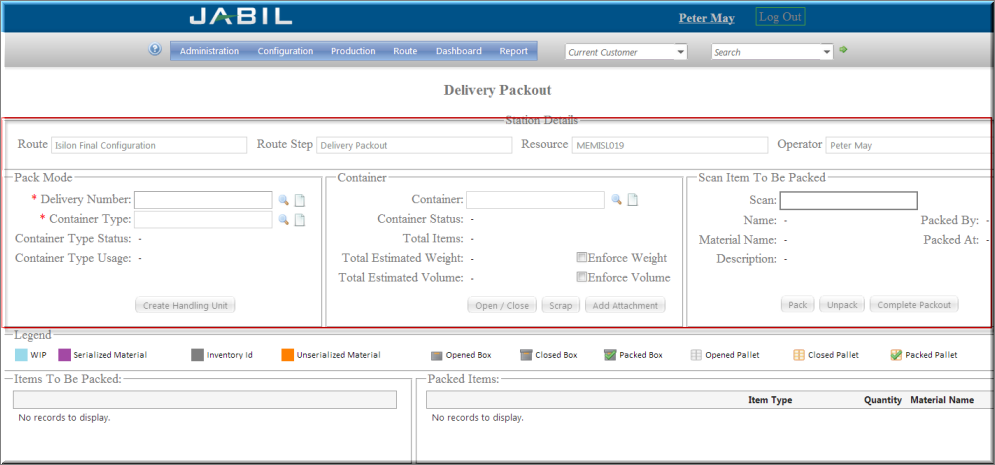 JABIL
Peter May Log Out
Administration Configuration Production Route Dashboard Report Current Customer Search
Delivery Packout
Station Details
Route Isilon Final Configuration Route Step Delivery Packout Resource MEMISL019 Operator Peter May
Pack Mode Container Scan Item To Be Packed
* Delivery Number: Container: Scan:
* Container Type: Container Status: - Name: - Packed By: -
Container Type Status: - Total Items: - Material Name: - Packed At: -
Container Type Usage: - Total Estimated Weight: - Enforce Weight Description: -
Total Estimated Volume: - Enforce Volume
Create Handling Unit Open / Close Scrap Add Attachment Pack Unpack Complete Packout
Legend
WIP Serialized Material Inventory Id Unserialized Material Opened Box Closed Box Packed Box Opened Pallet Closed Pallet Packed Pallet
Items To Be Packed: Packed Items:
Item Type Quantity Material Name
No records to display. No records to display.